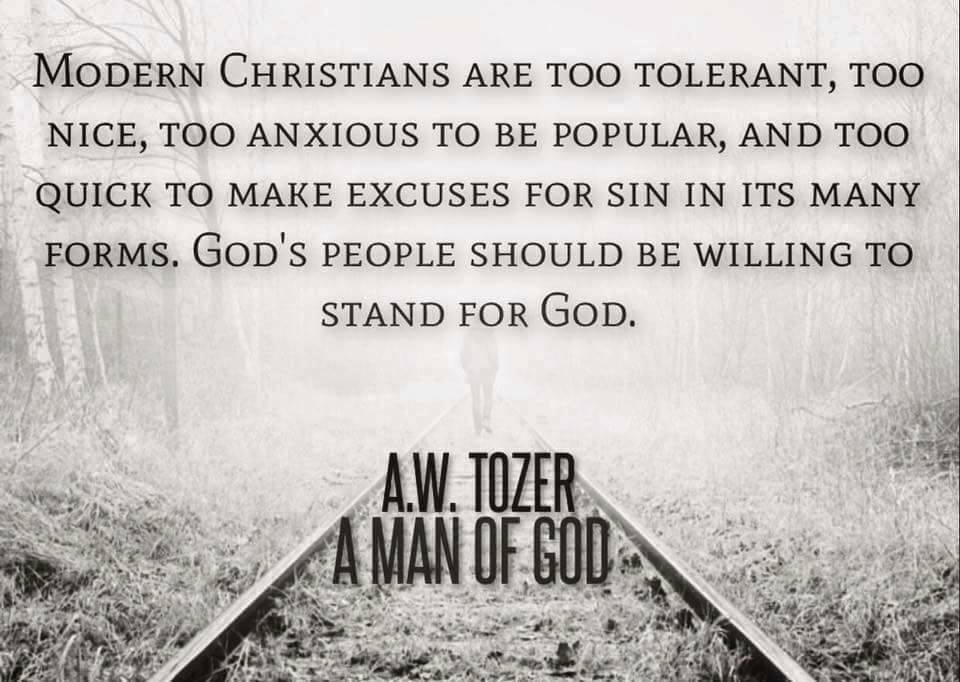 Modern Christians are too tolerant, too
nice, too anxious to be popular, and too
quick to make excuses for sin in its many
forms. God's people should be willing to
stand for God.
A.W. TOZER
A MAN OF GOD